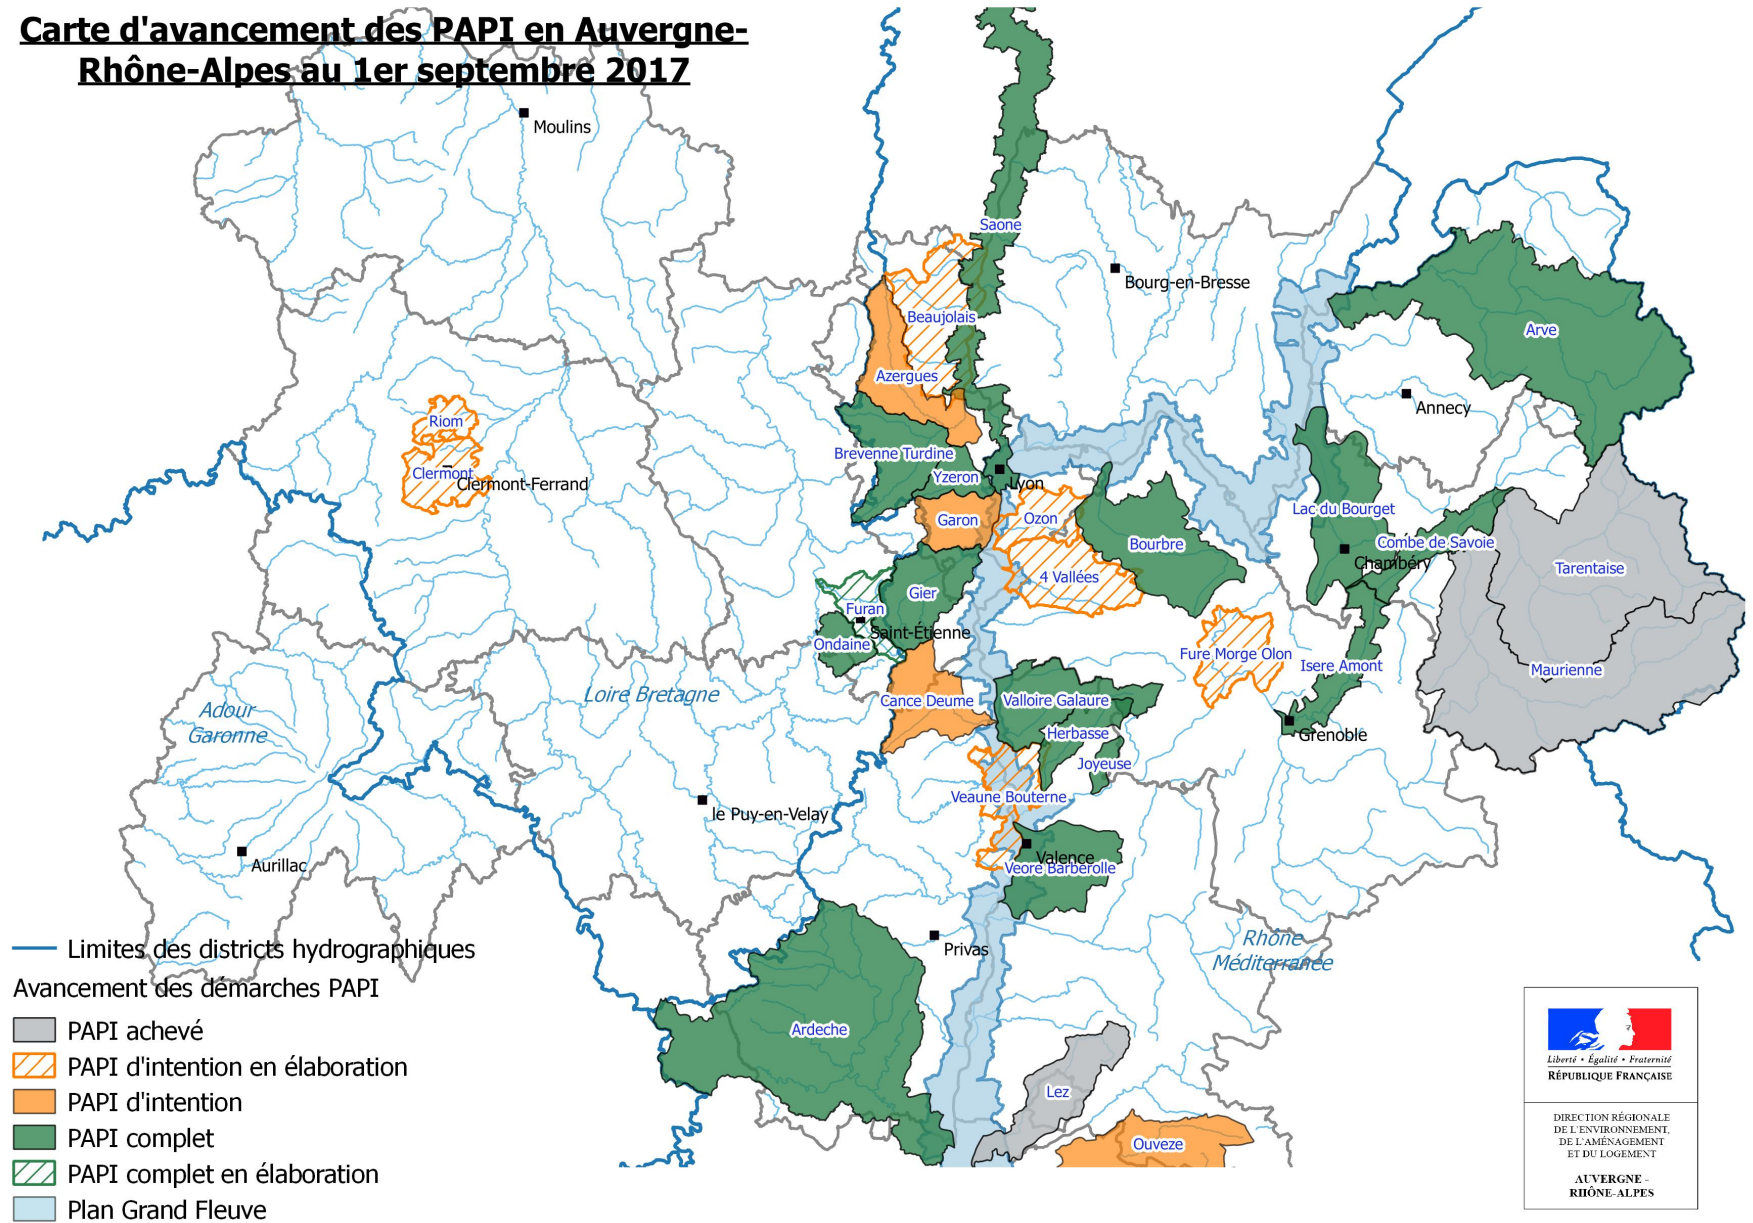 Carte d'avancement des PAPI en Auvergne-
Rhône-Alpes au 1er septembre 2017
Moulins
Saone
Bourg-en-Bresse
Beaujolais
Arve
Azergues
Annecy
Riom
Brevenne Turdine
Clermont
Clermont-Ferrand
Yzeron
Lyon
Lac du Bourget
Garon
Ozon
Bourbre
Combe de Savoie
Chambéry
Tarentaise
4 Vallées
Gier
Furan
Saint-Étienne
Ondaine
Fure Morge Olon
Isere Amont
Maurienne
Loire Bretagne
Cance Deume
Valloire Galaure
Adour
Garonne
Herbasse
Grenoble
Joyeuse
Veaune Bouterne
le Puy-en-Velay
Aurillac
Valence
Veore Barberolle
Privas
Rhône
Méditerranée
Ardeche
Lez
Ouveze
Limites des districts hydrographiques
Avancement des démarches PAPI
PAPI achevé
PAPI d'intention en élaboration
PAPI d'intention
PAPI complet
PAPI complet en élaboration
Plan Grand Fleuve
Liberté • Égalité • Fraternité
RÉPUBLIQUE FRANÇAISE
DIRECTION RÉGIONALE
DE L'ENVIRONNEMENT,
DE L'AMÉNAGEMENT
ET DU LOGEMENT
AUVERGNE -
RHÔNE-ALPES